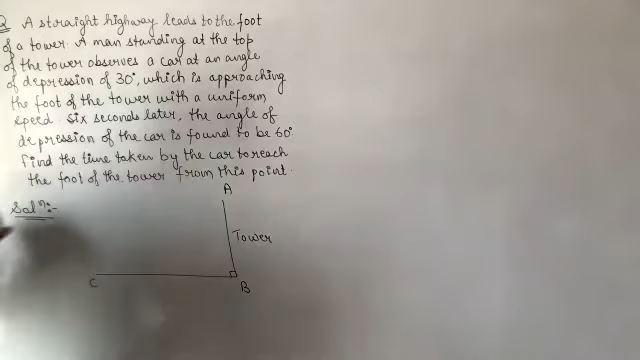 Q A straight highway leads to the foot
of a tower. A man standing at the top
of the tower observes a car at an angle
of depression of 30°, which is approaching
the foot of the tower with a uniform
speed. Six seconds later, the angle of
depression of the car is found to be 60°
Find the time taken by the car to reach
the foot of the tower from this point.
Solⁿ:-
A
Tower
C
B